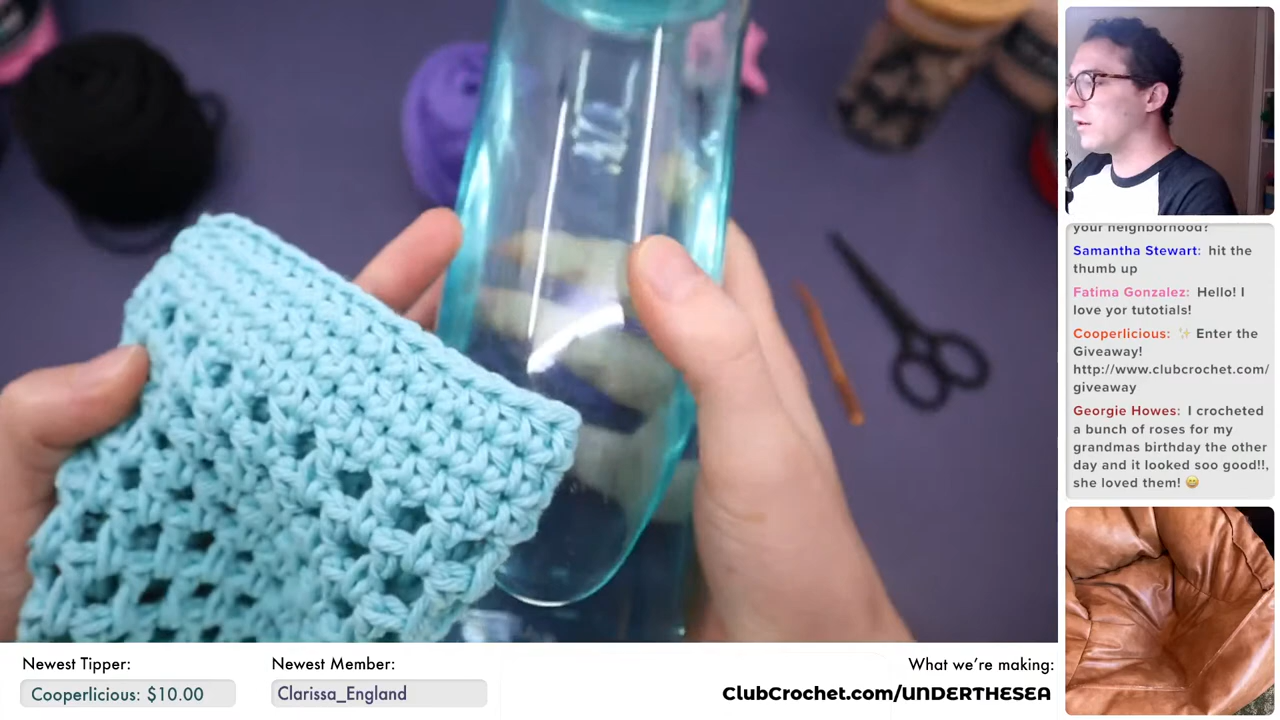 your neighborhood?
Samantha Stewart: hit the
thumb up
Fatima Gonzalez: Hello! I
love yor tutotials!
Cooperlicious: ✨ Enter the
Giveaway!
http://www.clubcrochet.com/
giveaway
Georgie Howes: I crocheted
a bunch of roses for my
grandmas birthday the other
day and it looked soo good!!,
she loved them! 😄
Newest Tipper:
Cooperlicious: $10.00
Newest Member:
Clarissa_England
What we're making:
ClubCrochet.com/UNDERTHESEA